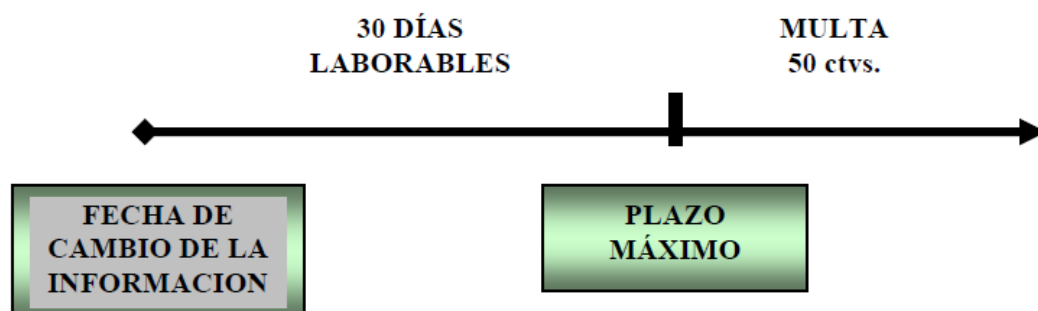 30 DÍAS
LABORABLES
MULTA
50 ctvs.
FECHA DE
CAMBIO DE LA
INFORMACION
PLAZO
MÁXIMO